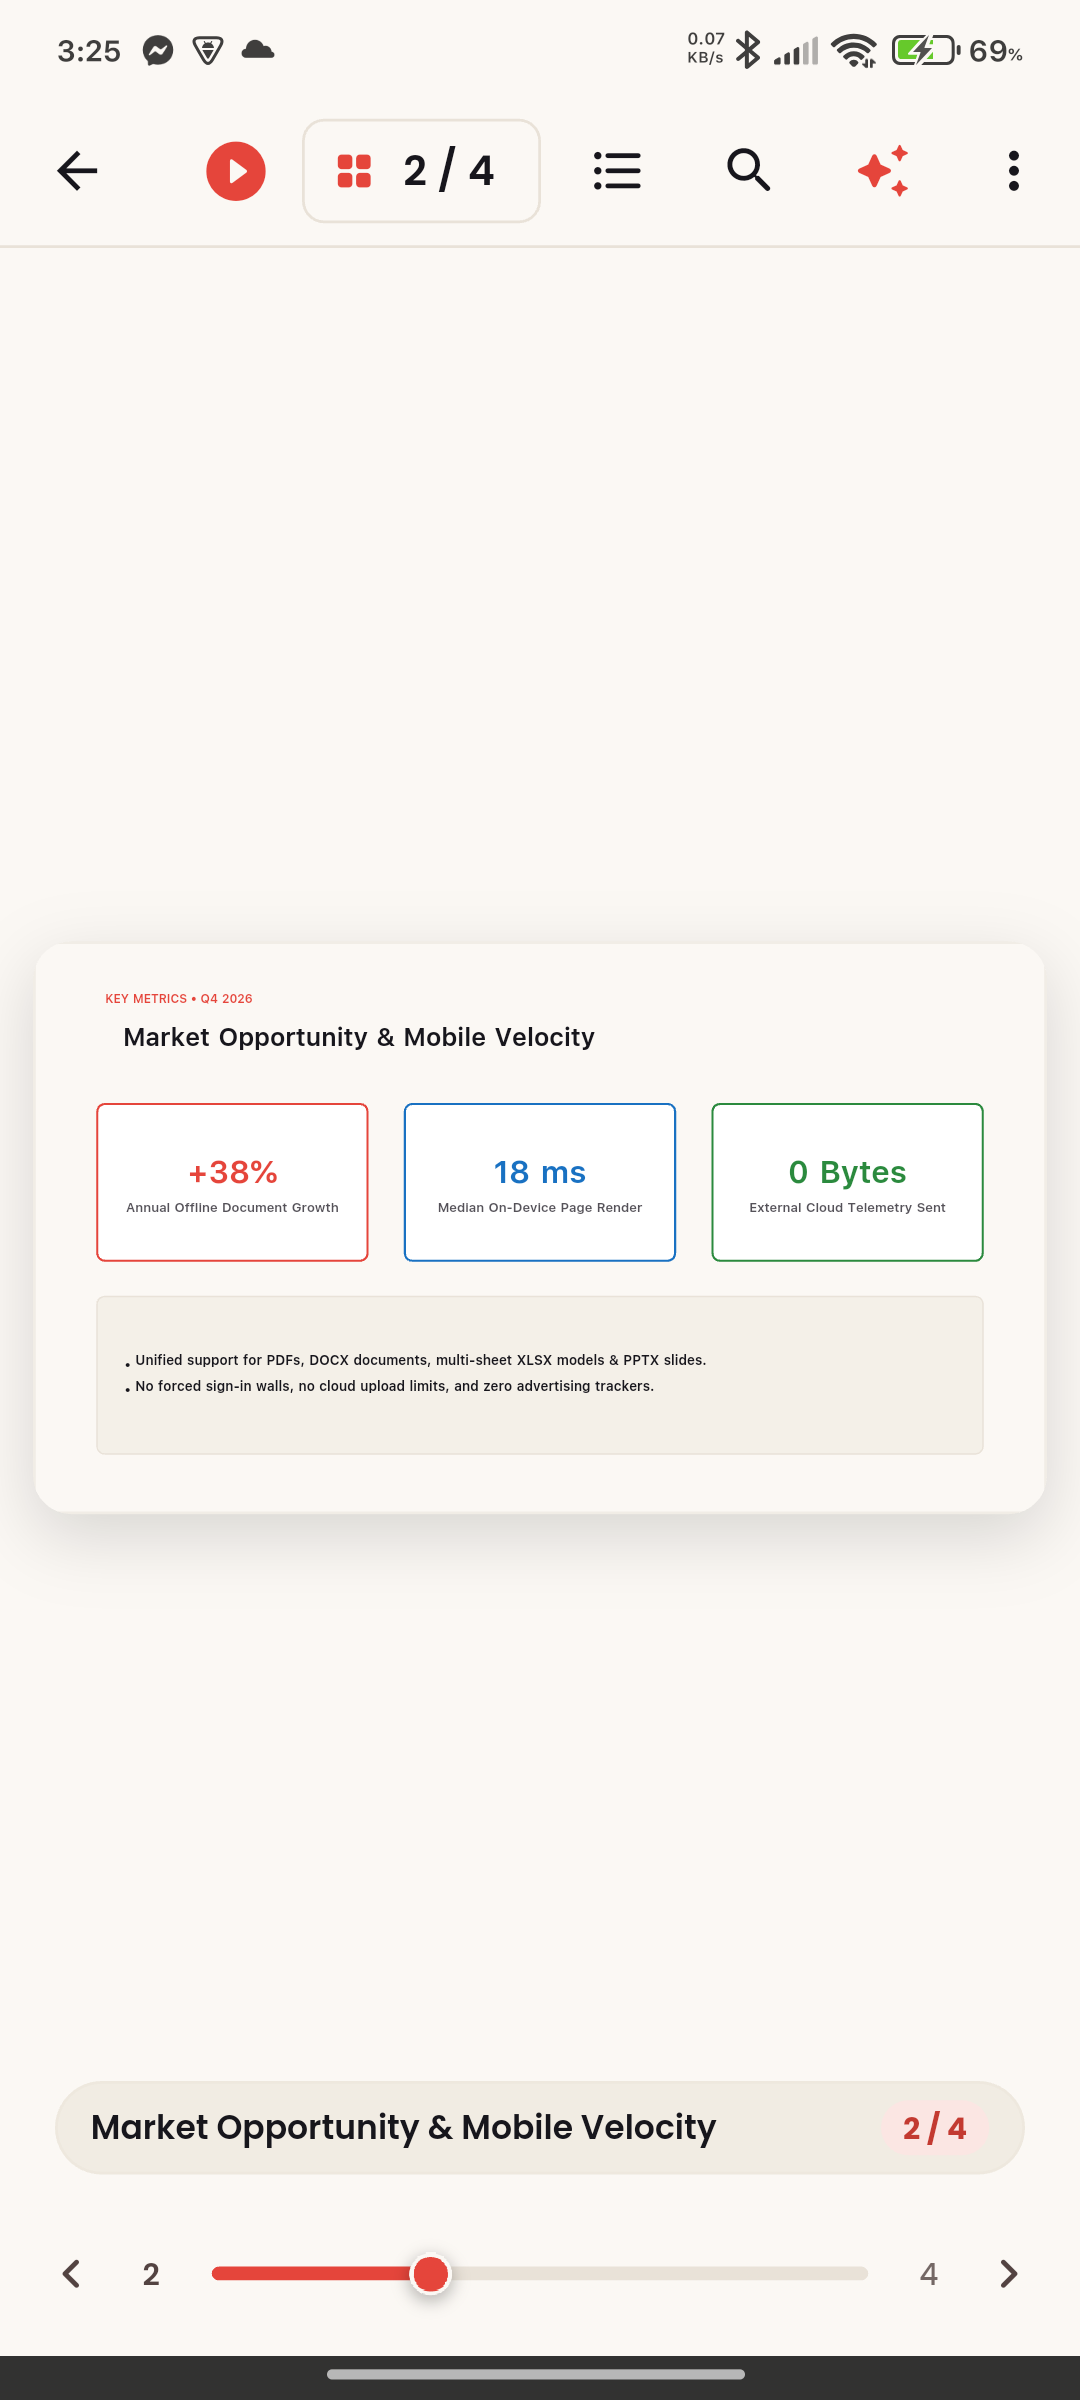 3:25
0.07
KB/s
69%
2 / 4
KEY METRICS • Q4 2026
Market Opportunity & Mobile Velocity
+38%
Annual Offline Document Growth
18 ms
Median On-Device Page Render
0 Bytes
External Cloud Telemetry Sent
• Unified support for PDFs, DOCX documents, multi-sheet XLSX models & PPTX slides.
• No forced sign-in walls, no cloud upload limits, and zero advertising trackers.
Market Opportunity & Mobile Velocity
2 / 4
2
4